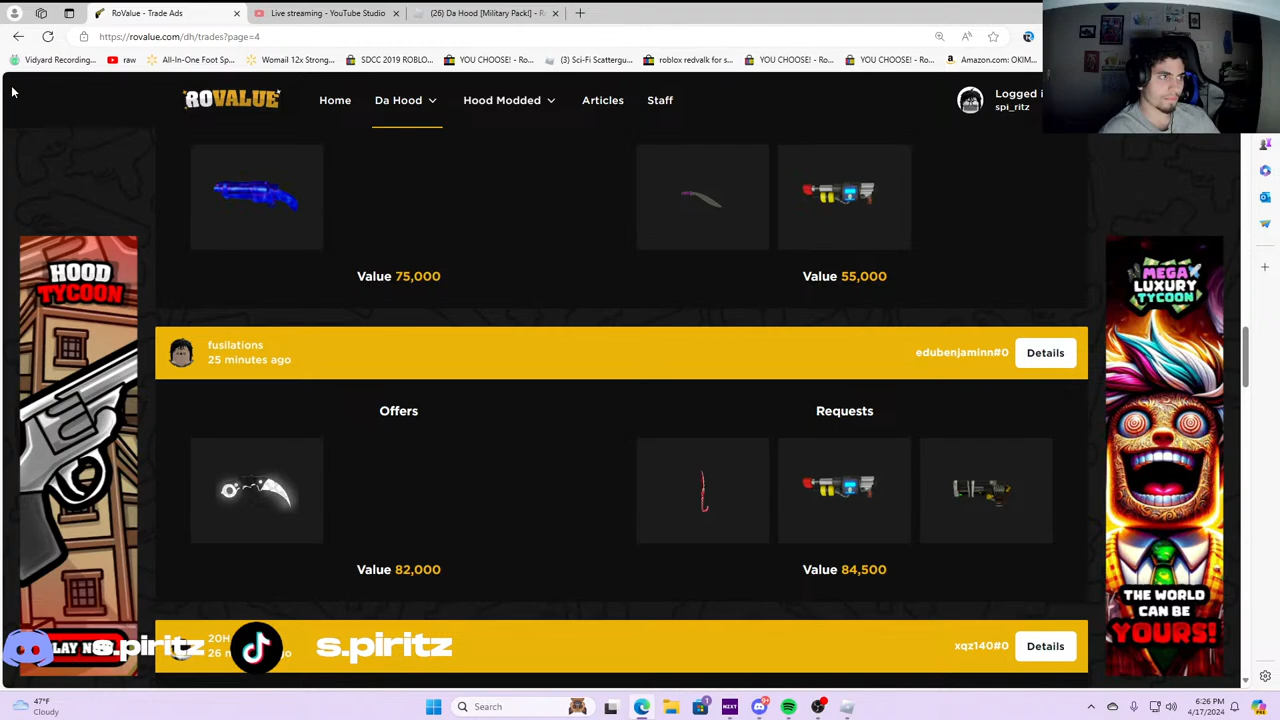 RoValue - Trade Ads
Live streaming - YouTube Studio
(26) Da Hood [Military Pack!] - R
https://rovalue.com/dh/trades?page=4
Vidyard Recording...
raw
All-In-One Foot Sp...
Womail 12x Strong...
SDCC 2019 ROBLO...
YOU CHOOSE! - Ro...
(3) Sci-Fi Scattergu...
roblox redvalk for s...
YOU CHOOSE! - Ro...
YOU CHOOSE! - Ro...
Amazon.com: OKIM...
ROVALUE
Home
Da Hood
Hood Modded
Articles
Staff
Logged i
spi_ritz
Value 75,000
Value 55,000
HOOD
TYCOON
MEGA
LUXURY
TYCOON
fusilations
25 minutes ago
edubenjaminn#0
Details
Offers
Requests
Value 82,000
Value 84,500
THE WORLD
CAN BE
YOURS!
20H
26 m
go
s.piritz
s.piritz
xqz140#0
Details
47°F
Cloudy
Search
NIXT
6:26 PM
4/17/2024